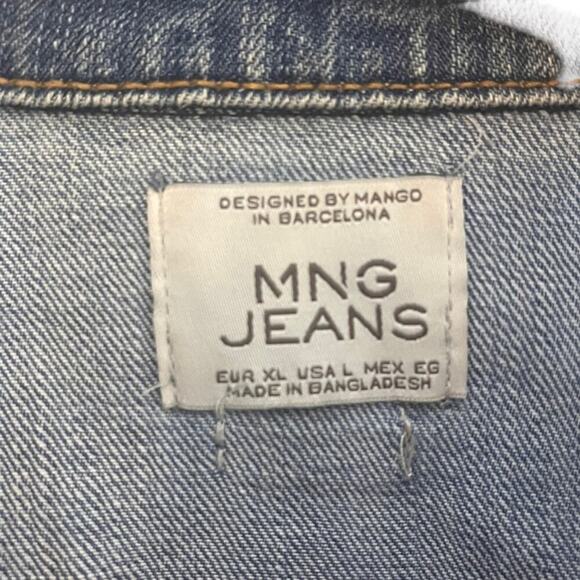 DESIGNED BY MANGO
IN BARCELONA
MNG
JEANS
EUR XL USA L MEX EG
MADE IN BANGLADESH